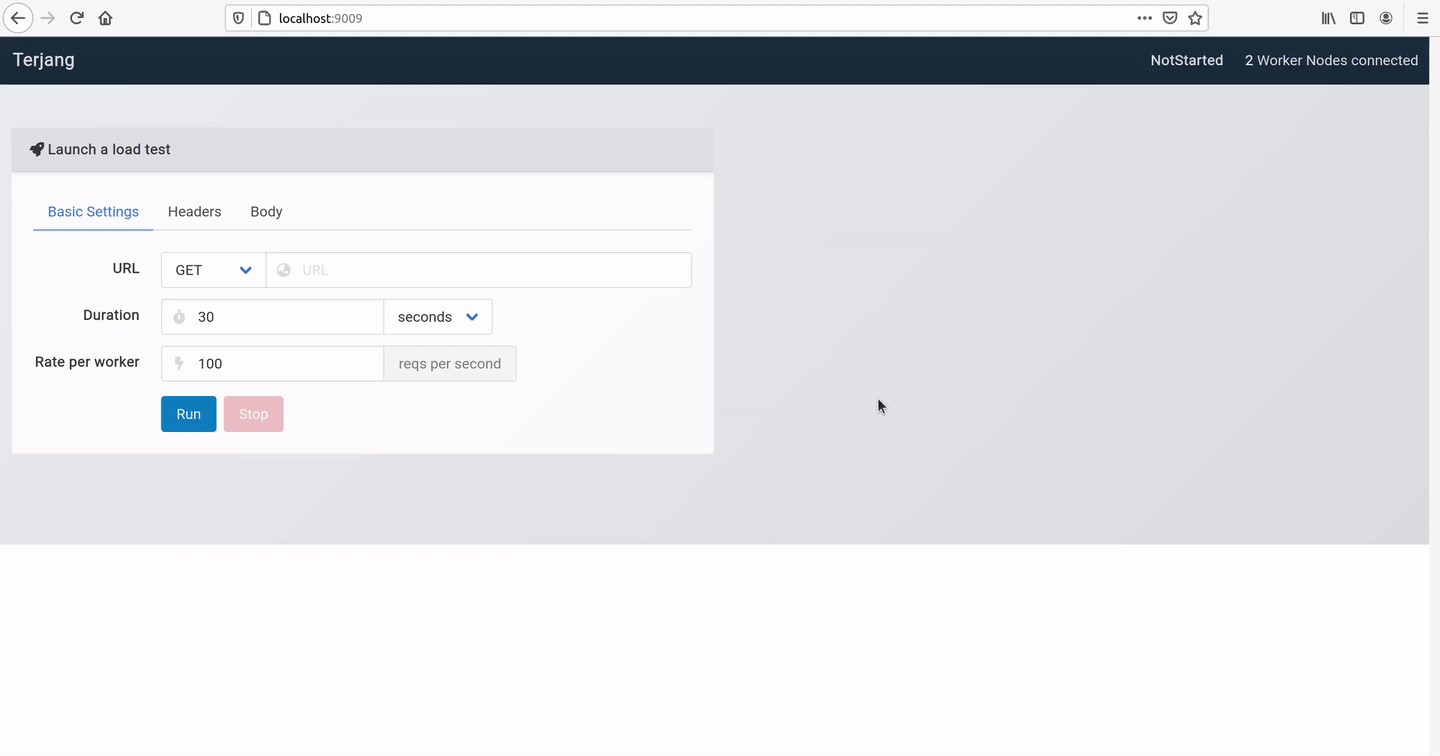 localhost:9009
Terjang
NotStarted 2 Worker Nodes connected
Launch a load test
Basic Settings Headers Body
URL GET URL
Duration 30 seconds
Rate per worker 100 reqs per second
Run Stop